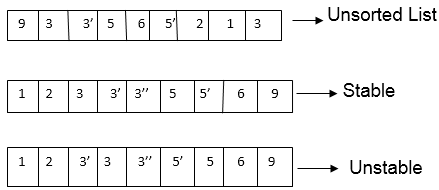 9 3 3’ 5 6 5’ 2 1 3 Unsorted List
1 2 3 3’ 3’’ 5 5’ 6 9 Stable
1 2 3’ 3 3’’ 5’ 5 6 9 Unstable